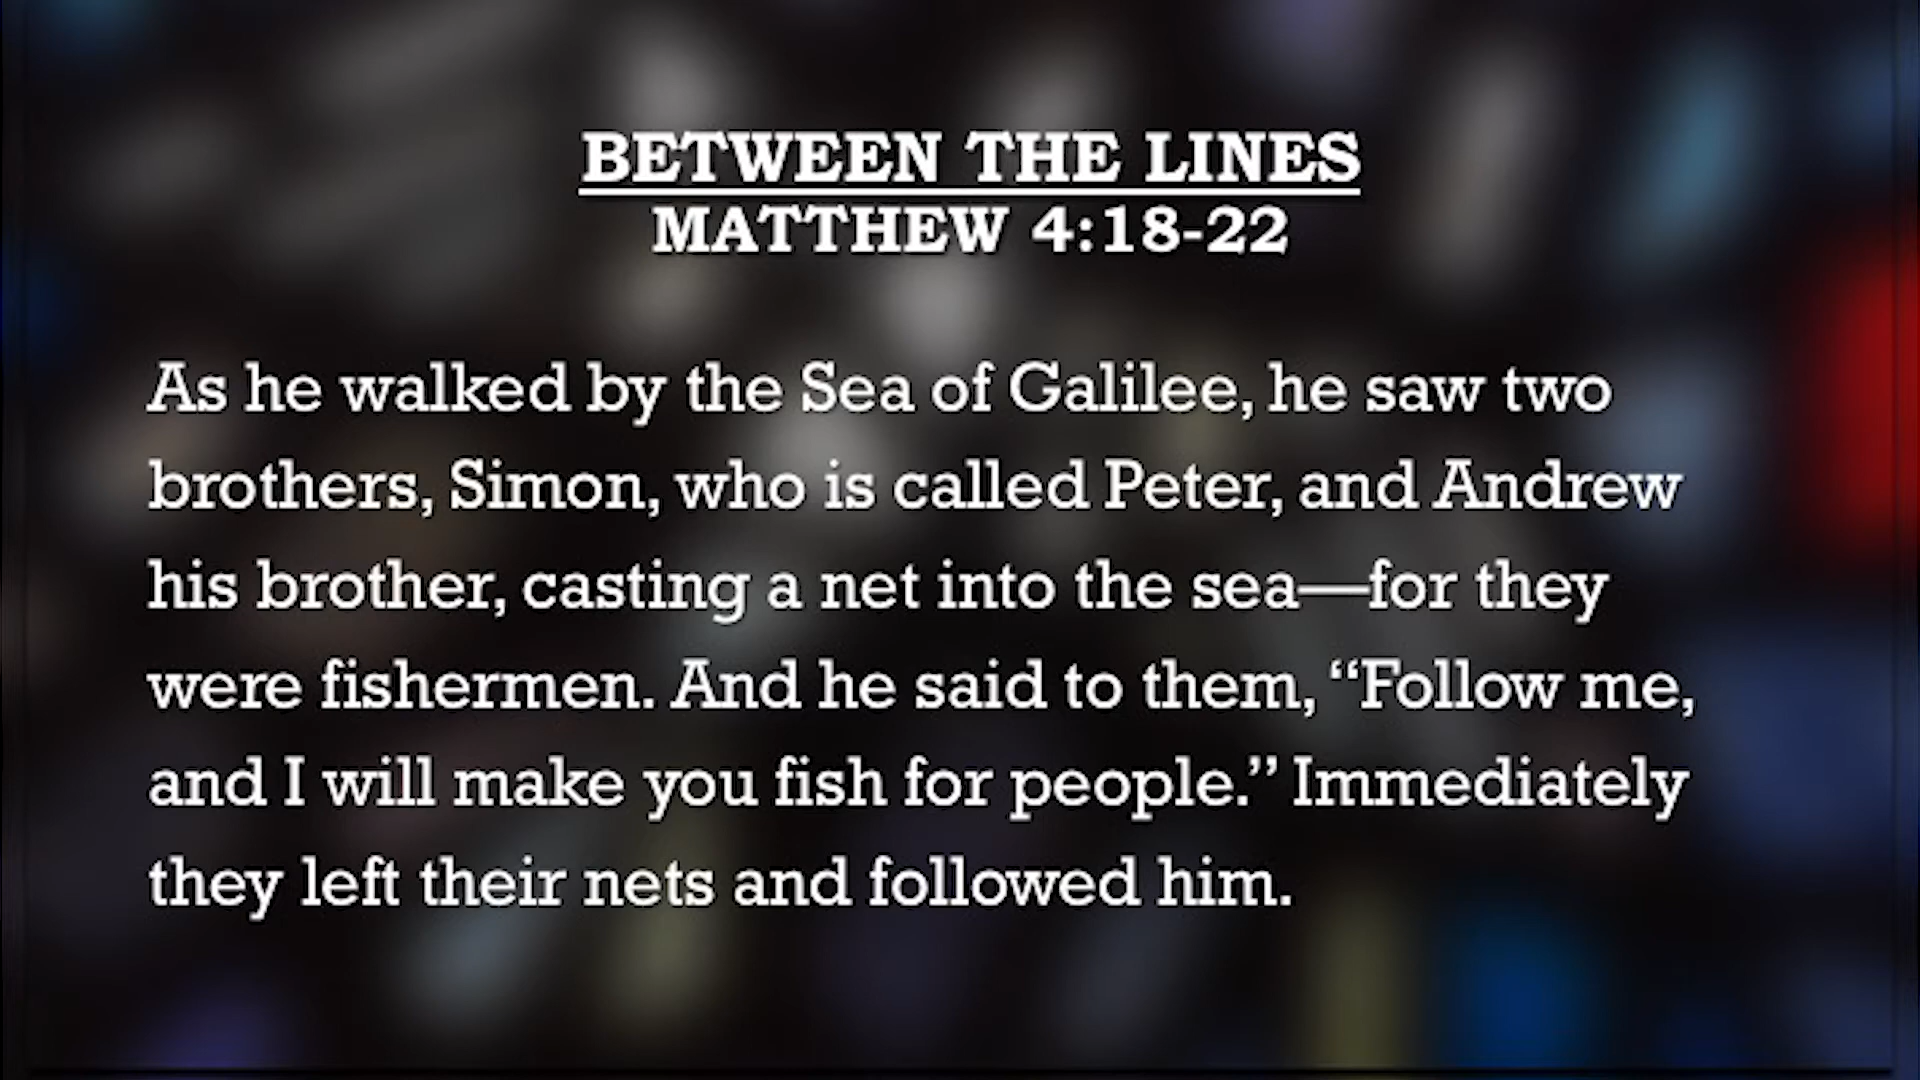 BETWEEN THE LINES
MATTHEW 4:18-22
As he walked by the Sea of Galilee, he saw two
brothers, Simon, who is called Peter, and Andrew
his brother, casting a net into the sea—for they
were fishermen. And he said to them, “Follow me,
and I will make you fish for people.” Immediately
they left their nets and followed him.